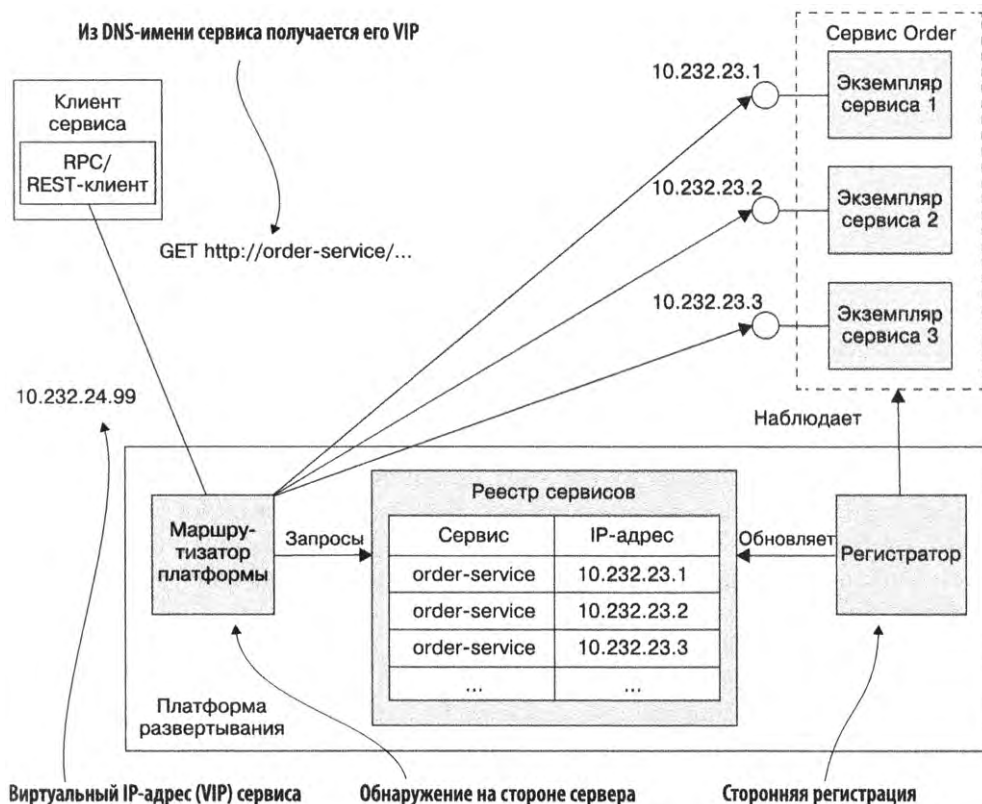 Из DNS-имени сервиса получается его VIP
Сервис Order
Клиент
сервиса
RPC/
REST-клиент
10.232.23.1
Экземпляр
сервиса 1
10.232.23.2
Экземпляр
сервиса 2
GET http://order-service/...
10.232.23.3
Экземпляр
сервиса 3
10.232.24.99
Наблюдает
Маршру-
тизатор
платформы
Запросы
Реестр сервисов
Сервис IP-адрес
order-service 10.232.23.1
order-service 10.232.23.2
order-service 10.232.23.3
... ...
Обновляет
Регистратор
Платформа
развертывания
Виртуальный IP-адрес (VIP) сервиса
Обнаружение на стороне сервера
Сторонняя регистрация